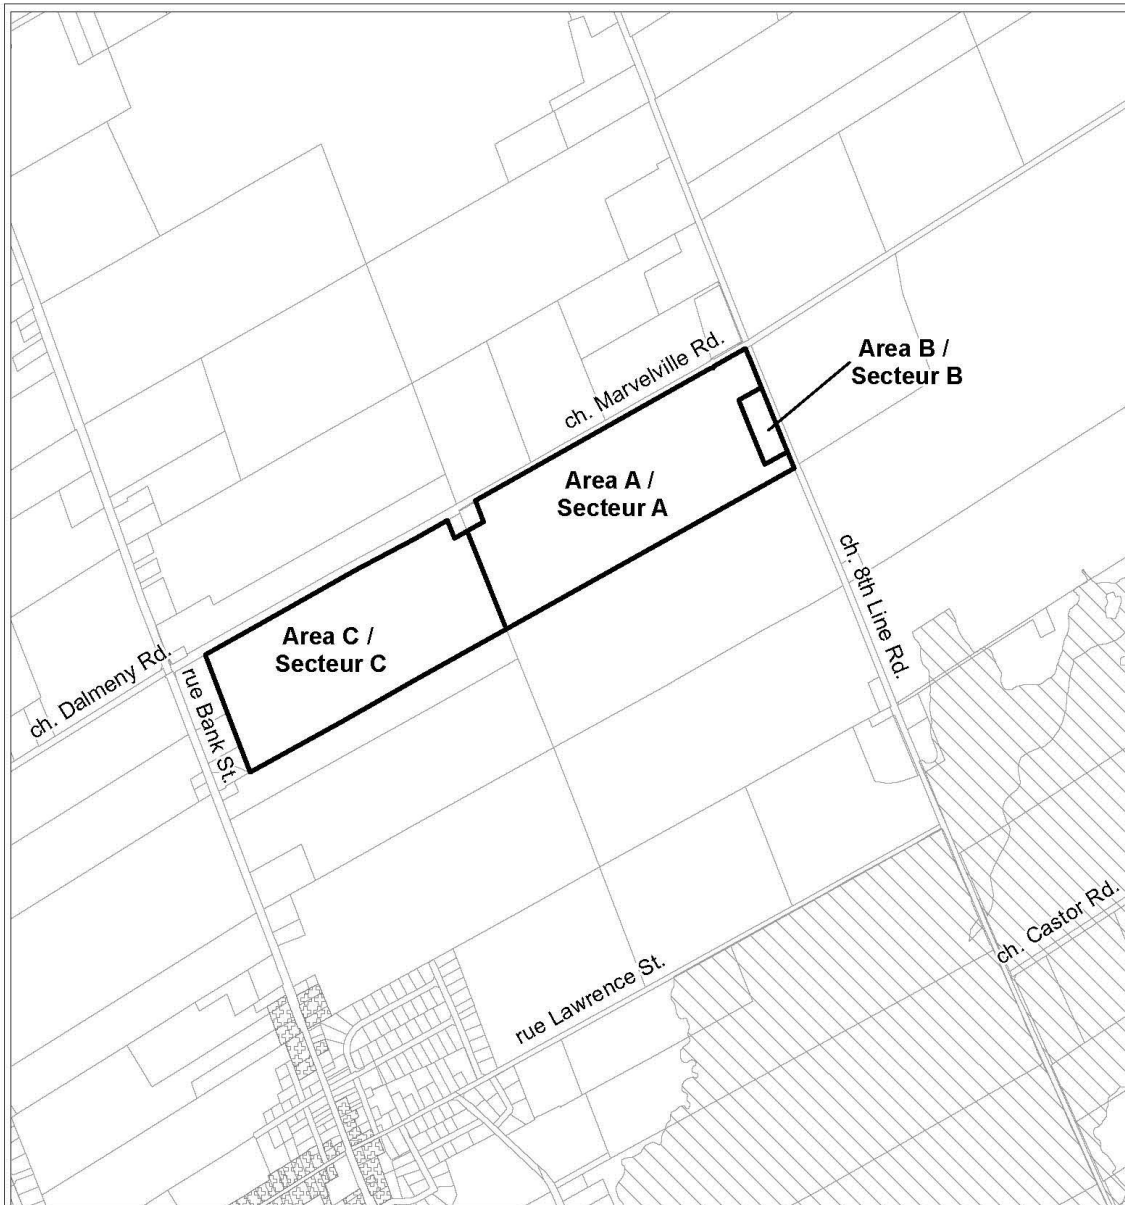 Area B /
Secteur B
ch. Marvelville Rd.
Area A /
Secteur A
ch. 8th Line Rd.
Area C /
Secteur C
ch. Dalmeny Rd.
rue Bank St.
ch. Castor Rd.
rue Lawrence St.